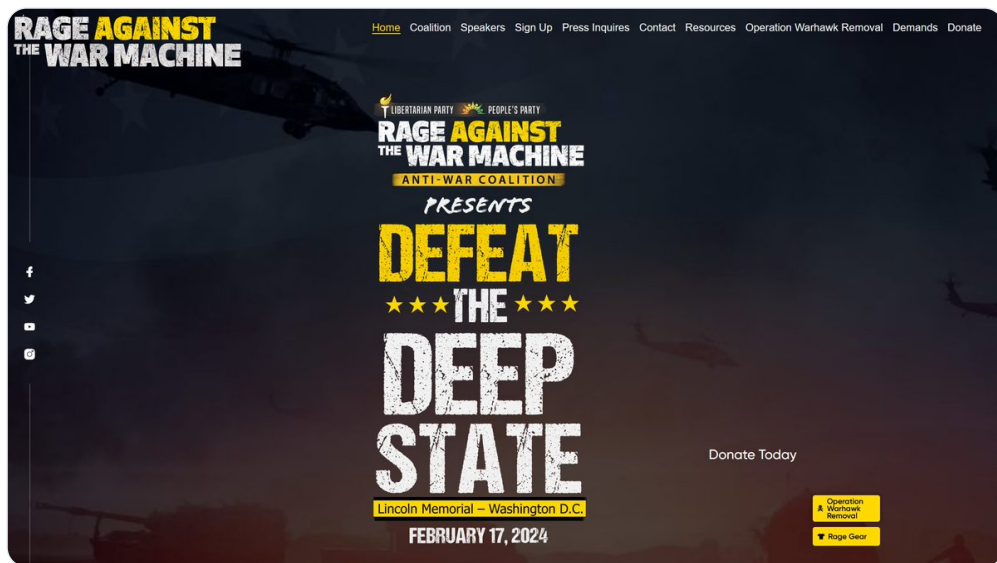 RAGE AGAINST
THE WAR MACHINE
Home Coalition Speakers Sign Up Press Inquires Contact Resources Operation Warhawk Removal Demands Donate
LIBERTARIAN PARTY PEOPLE'S PARTY
RAGE AGAINST
THE WAR MACHINE
ANTI-WAR COALITION
PRESENTS
DEFEAT
THE
DEEP
STATE
Lincoln Memorial – Washington D.C.
FEBRUARY 17, 2024
Donate Today
Operation
Warhawk
Removal
Rage Gear